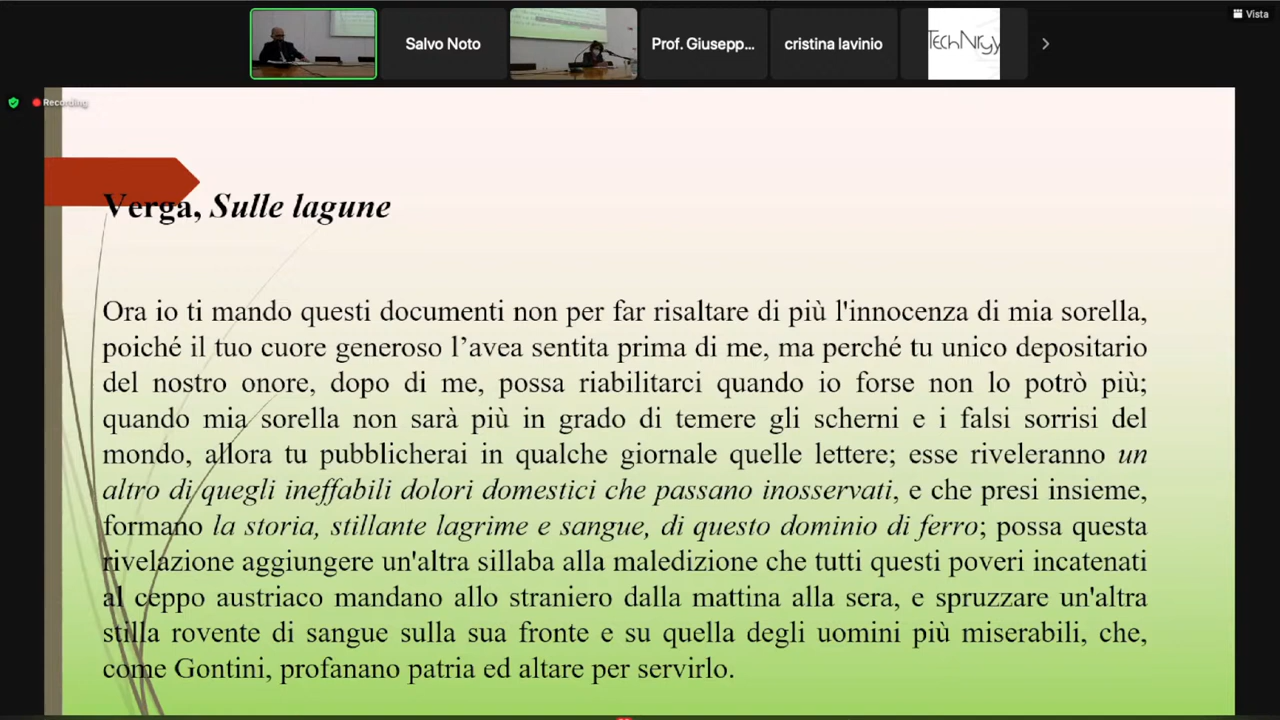 Vista
Salvo Noto
Prof. Giusepp...
cristina lavinio
TechNryy
Recording
Verga, Sulle lagune
Ora io ti mando questi documenti non per far risaltare di più l'innocenza di mia sorella,
poiché il tuo cuore generoso l’avea sentita prima di me, ma perché tu unico depositario
del nostro onore, dopo di me, possa riabilitarci quando io forse non lo potrò più;
quando mia sorella non sarà più in grado di temere gli scherni e i falsi sorrisi del
mondo, allora tu pubblicherai in qualche giornale quelle lettere; esse riveleranno un
altro di quegli ineffabili dolori domestici che passano inosservati, e che presi insieme,
formano la storia, stillante lagrime e sangue, di questo dominio di ferro; possa questa
rivelazione aggiungere un'altra sillaba alla maledizione che tutti questi poveri incatenati
al ceppo austriaco mandano allo straniero dalla mattina alla sera, e spruzzare un'altra
stilla rovente di sangue sulla sua fronte e su quella degli uomini più miserabili, che,
come Gontini, profanano patria ed altare per servirlo.